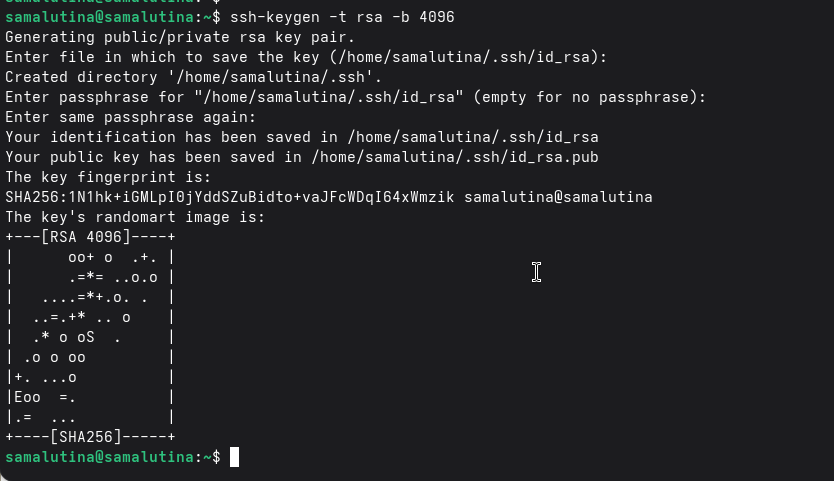 samalutina@samalutina:~$ ssh-keygen -t rsa -b 4096
Generating public/private rsa key pair.
Enter file in which to save the key (/home/samalutina/.ssh/id_rsa):
Created directory '/home/samalutina/.ssh'.
Enter passphrase for "/home/samalutina/.ssh/id_rsa" (empty for no passphrase):
Enter same passphrase again:
Your identification has been saved in /home/samalutina/.ssh/id_rsa
Your public key has been saved in /home/samalutina/.ssh/id_rsa.pub
The key fingerprint is:
SHA256:1N1hk+iGMLpI0jYddSZuBidto+vaJFcWDqI64xWmzik samalutina@samalutina
The key's randomart image is:
+---[RSA 4096]----+
|      oo+ o  .+. |
|      .=*= ..o.o |
|   ....=*+.o. .  |
|  ..=.+* .. o    |
|  .* o oS  .     |
| .o o oo         |
|+. ...o          |
|Eoo  =.          |
|.=  ...          |
+----[SHA256]-----+
samalutina@samalutina:~$